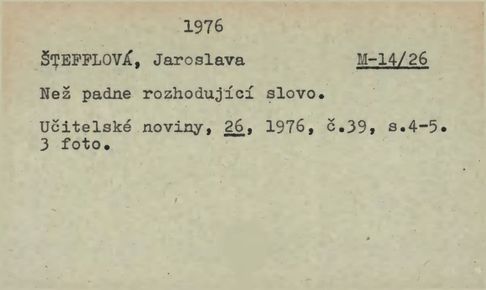 1976
ŠTEFFLOVÁ, Jaroslava M-14/26
Než padne rozhodující slovo.
Učitelské noviny, 26, 1976, č.39, s.4-5.
3 foto.